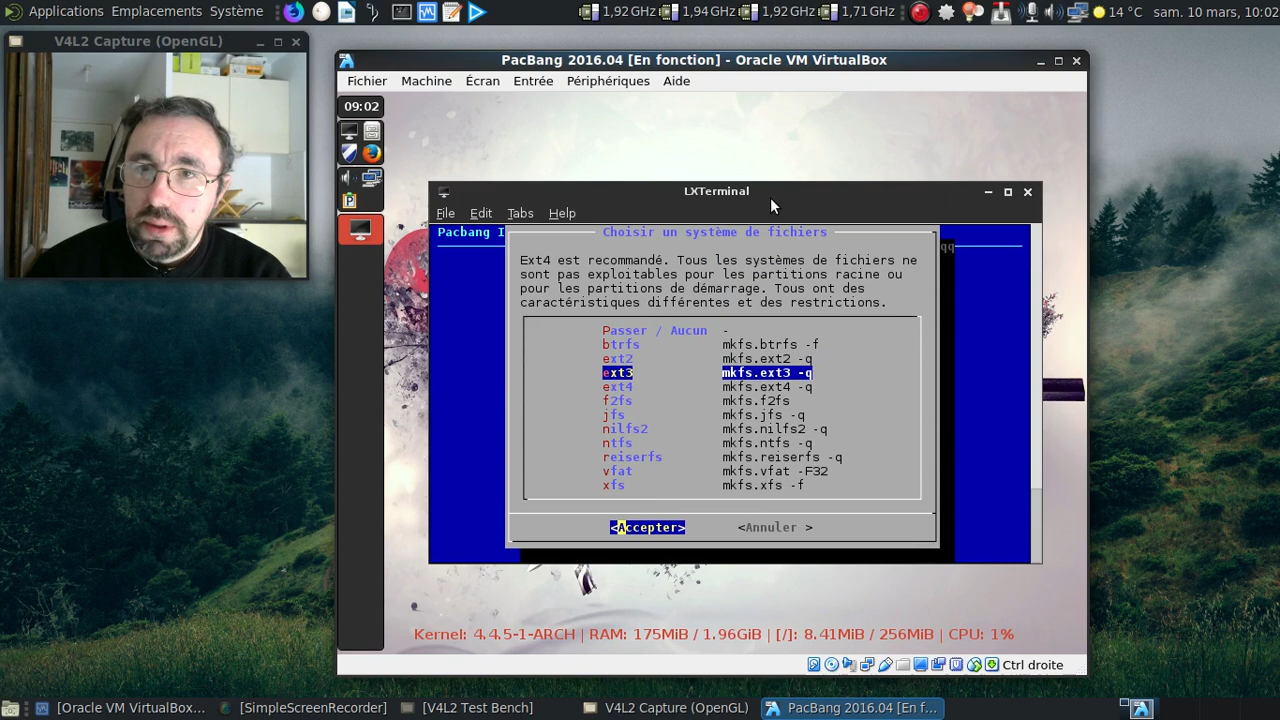 Applications Emplacements Système
1,92 GHz 1,94 GHz 1,92 GHz 1,71 GHz
14 °C sam. 10 mars, 10:02
V4L2 Capture (OpenGL)
PacBang 2016.04 [En fonction] - Oracle VM VirtualBox
Fichier Machine Écran Entrée Périphériques Aide
09:02
LXTerminal
File Edit Tabs Help
Pacbang I
qq
Choisir un système de fichiers
Ext4 est recommandé. Tous les systèmes de fichiers ne
sont pas exploitables pour les partitions racine ou
pour les partitions de démarrage. Tous ont des
caractéristiques différentes et des restrictions.
Passer / Aucun -
btrfs mkfs.btrfs -f
ext2 mkfs.ext2 -q
ext3 mkfs.ext3 -q
ext4 mkfs.ext4 -q
f2fs mkfs.f2fs
jfs mkfs.jfs -q
nilfs2 mkfs.nilfs2 -q
ntfs mkfs.ntfs -q
reiserfs mkfs.reiserfs -q
vfat mkfs.vfat -F32
xfs mkfs.xfs -f
<Accepter> <Annuler >
Kernel: 4.4.5-1-ARCH | RAM: 175MiB / 1.96GiB | [/]: 8.41MiB / 256MiB | CPU: 1%
Ctrl droite
[Oracle VM VirtualBox... [SimpleScreenRecorder] [V4L2 Test Bench] V4L2 Capture (OpenGL) PacBang 2016.04 [En f...